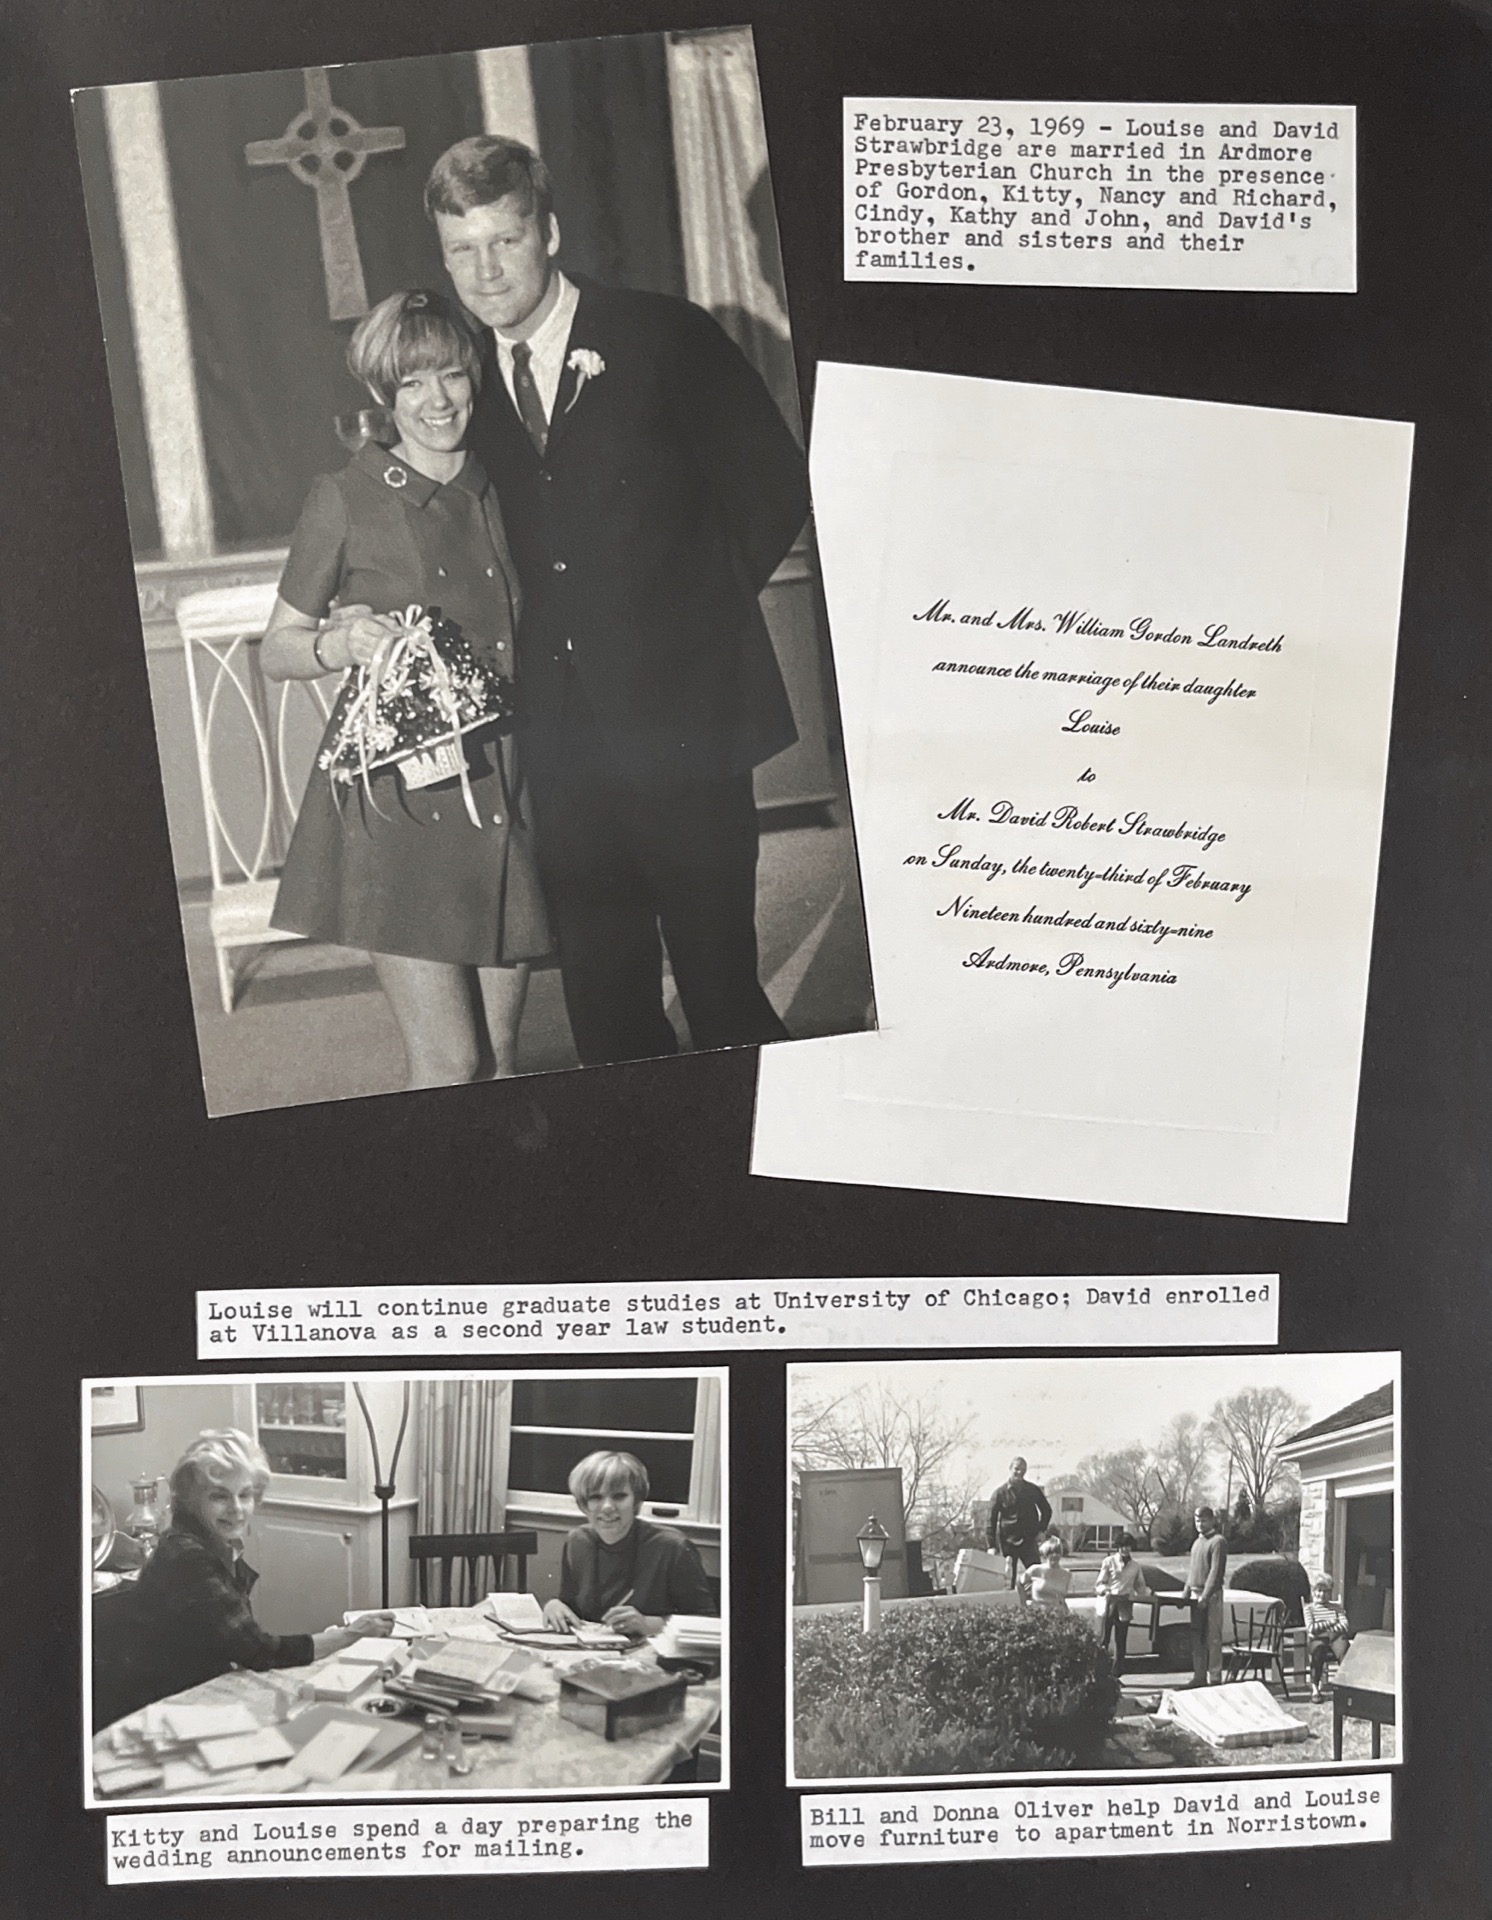 February 23, 1969 - Louise and David
Strawbridge are married in Ardmore
Presbyterian Church in the presence
of Gordon, Kitty, Nancy and Richard,
Cindy, Kathy and John, and David's
brother and sisters and their
families.
Mr. and Mrs. William Gordon Landreth
announce the marriage of their daughter
Louise
to
Mr. David Robert Strawbridge
on Sunday, the twenty-third of February
Nineteen hundred and sixty-nine
Ardmore, Pennsylvania
Louise will continue graduate studies at University of Chicago; David enrolled
at Villanova as a second year law student.
Kitty and Louise spend a day preparing the
wedding announcements for mailing.
Bill and Donna Oliver help David and Louise
move furniture to apartment in Norristown.